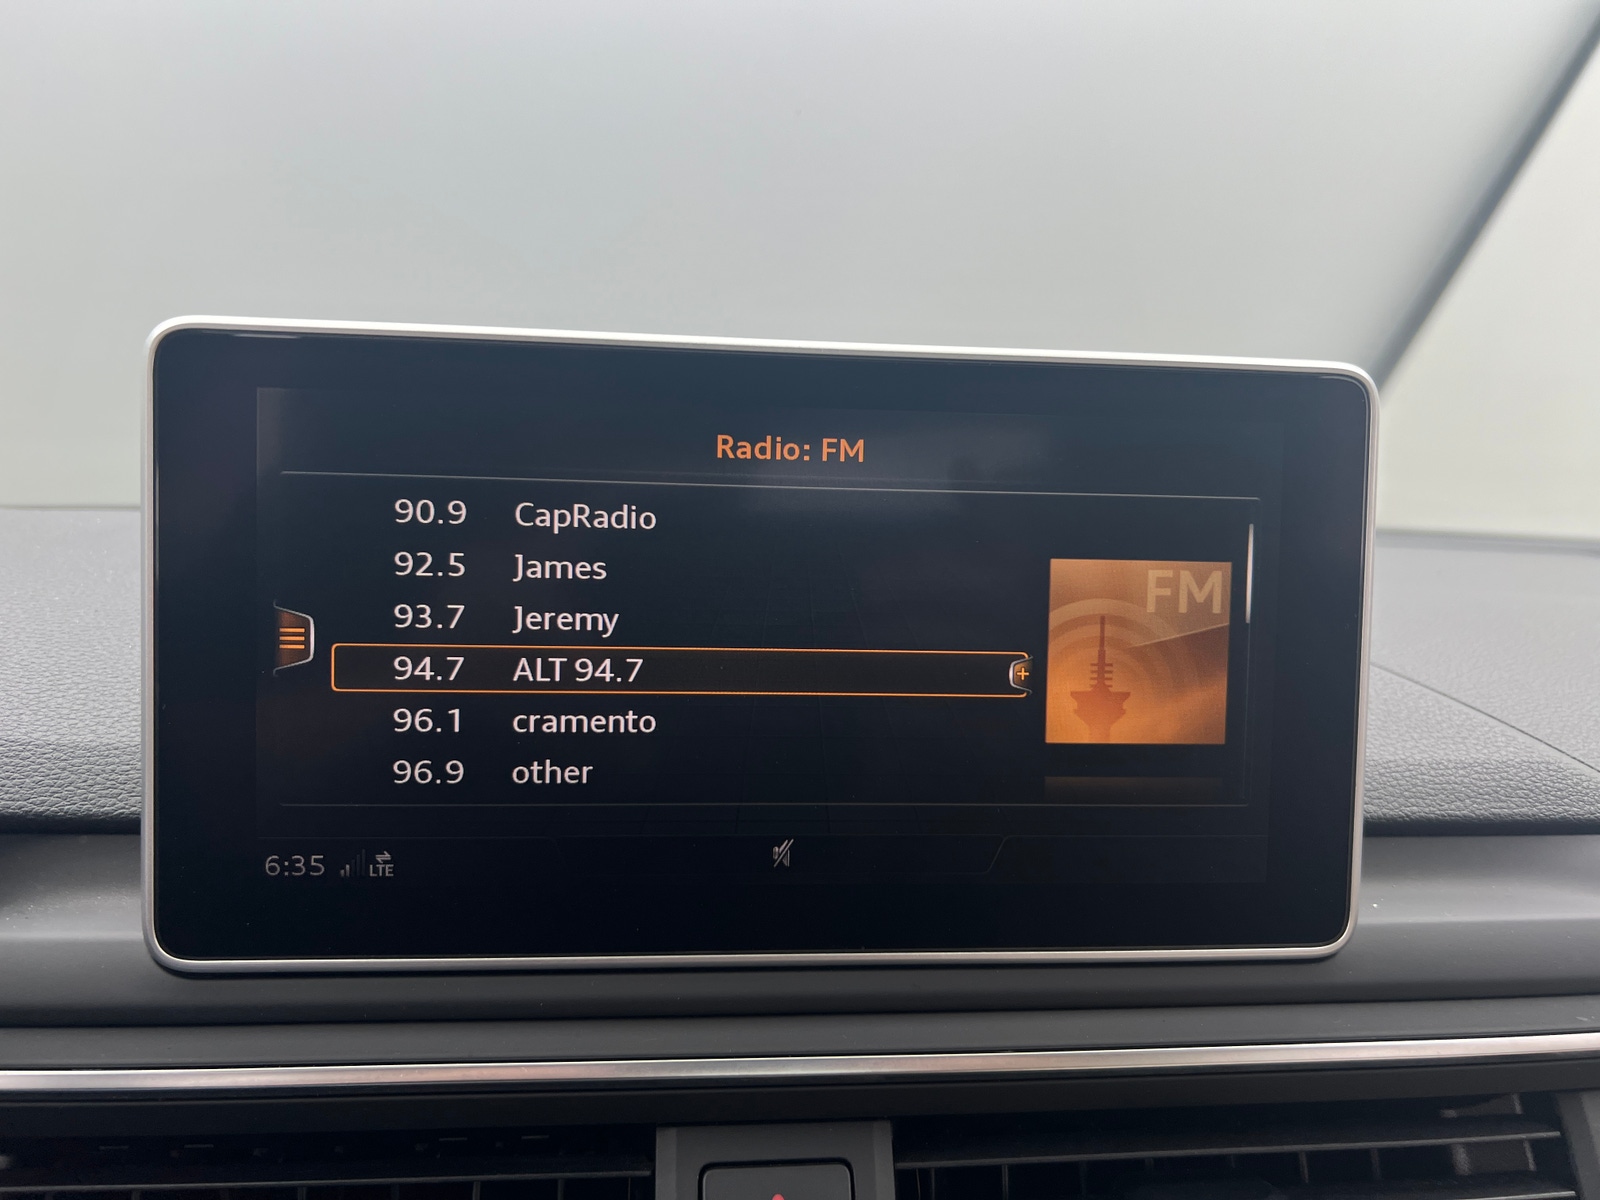 Radio: FM
90.9 CapRadio
92.5 James
93.7 Jeremy
94.7 ALT 94.7
96.1 cramento
96.9 other
FM
6:35 LTE